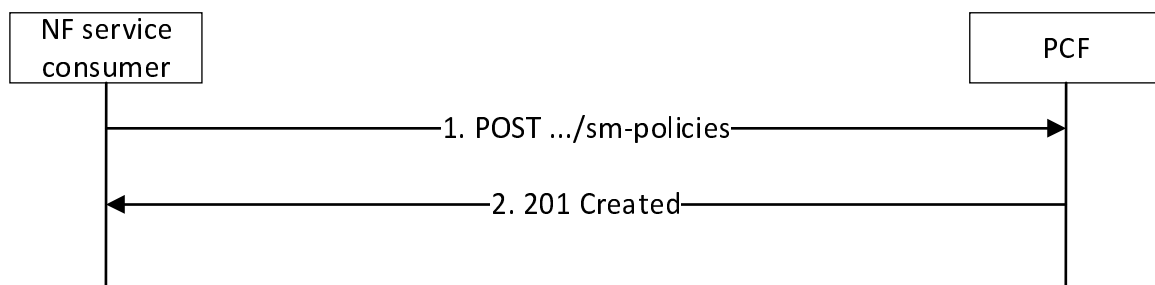 NF service
consumer
PCF
1. POST .../sm-policies
2. 201 Created